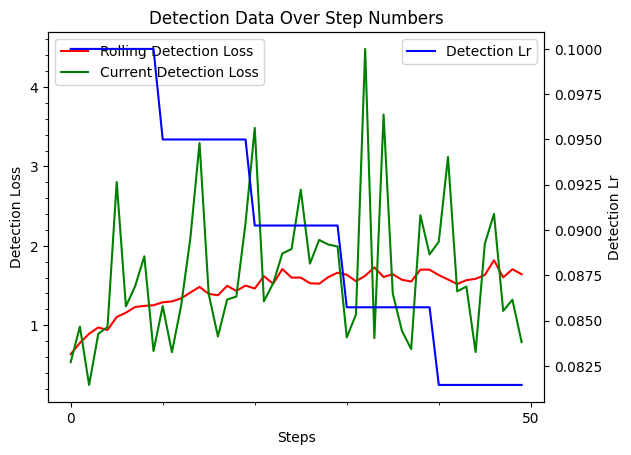 Detection Data Over Step Numbers
Rolling Detection Loss
Current Detection Loss
Detection Lr
4
3
2
1
Detection Loss
0.1000
0.0975
0.0950
0.0925
0.0900
0.0875
0.0850
0.0825
Detection Lr
0
50
Steps